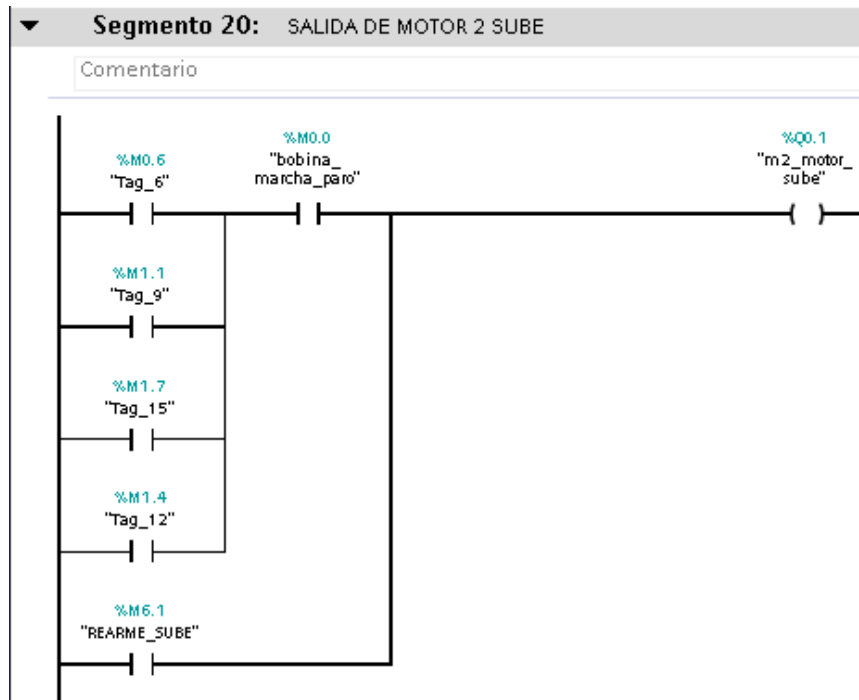 Segmento 20: SALIDA DE MOTOR 2 SUBE
Comentario
%M0.6
"Tag_6"
%M0.0
"bobina_
marcha_paro"
%Q0.1
"m2_motor_
sube"
%M1.1
"Tag_9"
%M1.7
"Tag_15"
%M1.4
"Tag_12"
%M6.1
"REARME_SUBE"